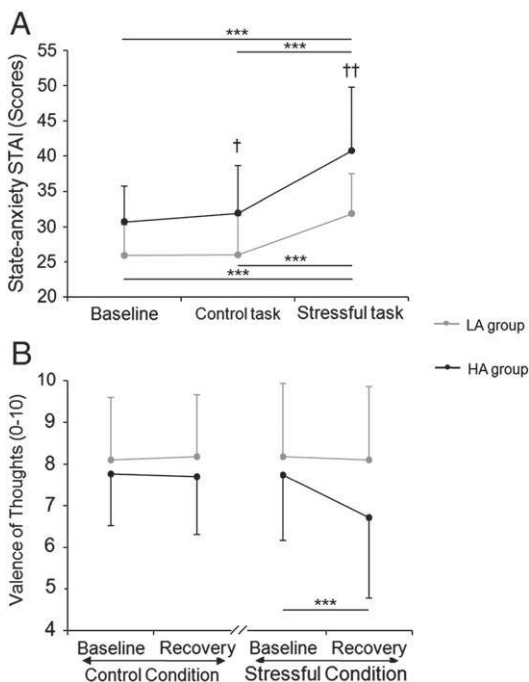 A
State-anxiety STAI (Scores)
55
50
45
40
35
30
25
20
***
***
††
†
***
***
Baseline
Control task
Stressful task
LA group
HA group
B
Valence of Thoughts (0-10)
10
9
8
7
6
5
4
***
Baseline Recovery // Baseline Recovery
Control Condition Stressful Condition